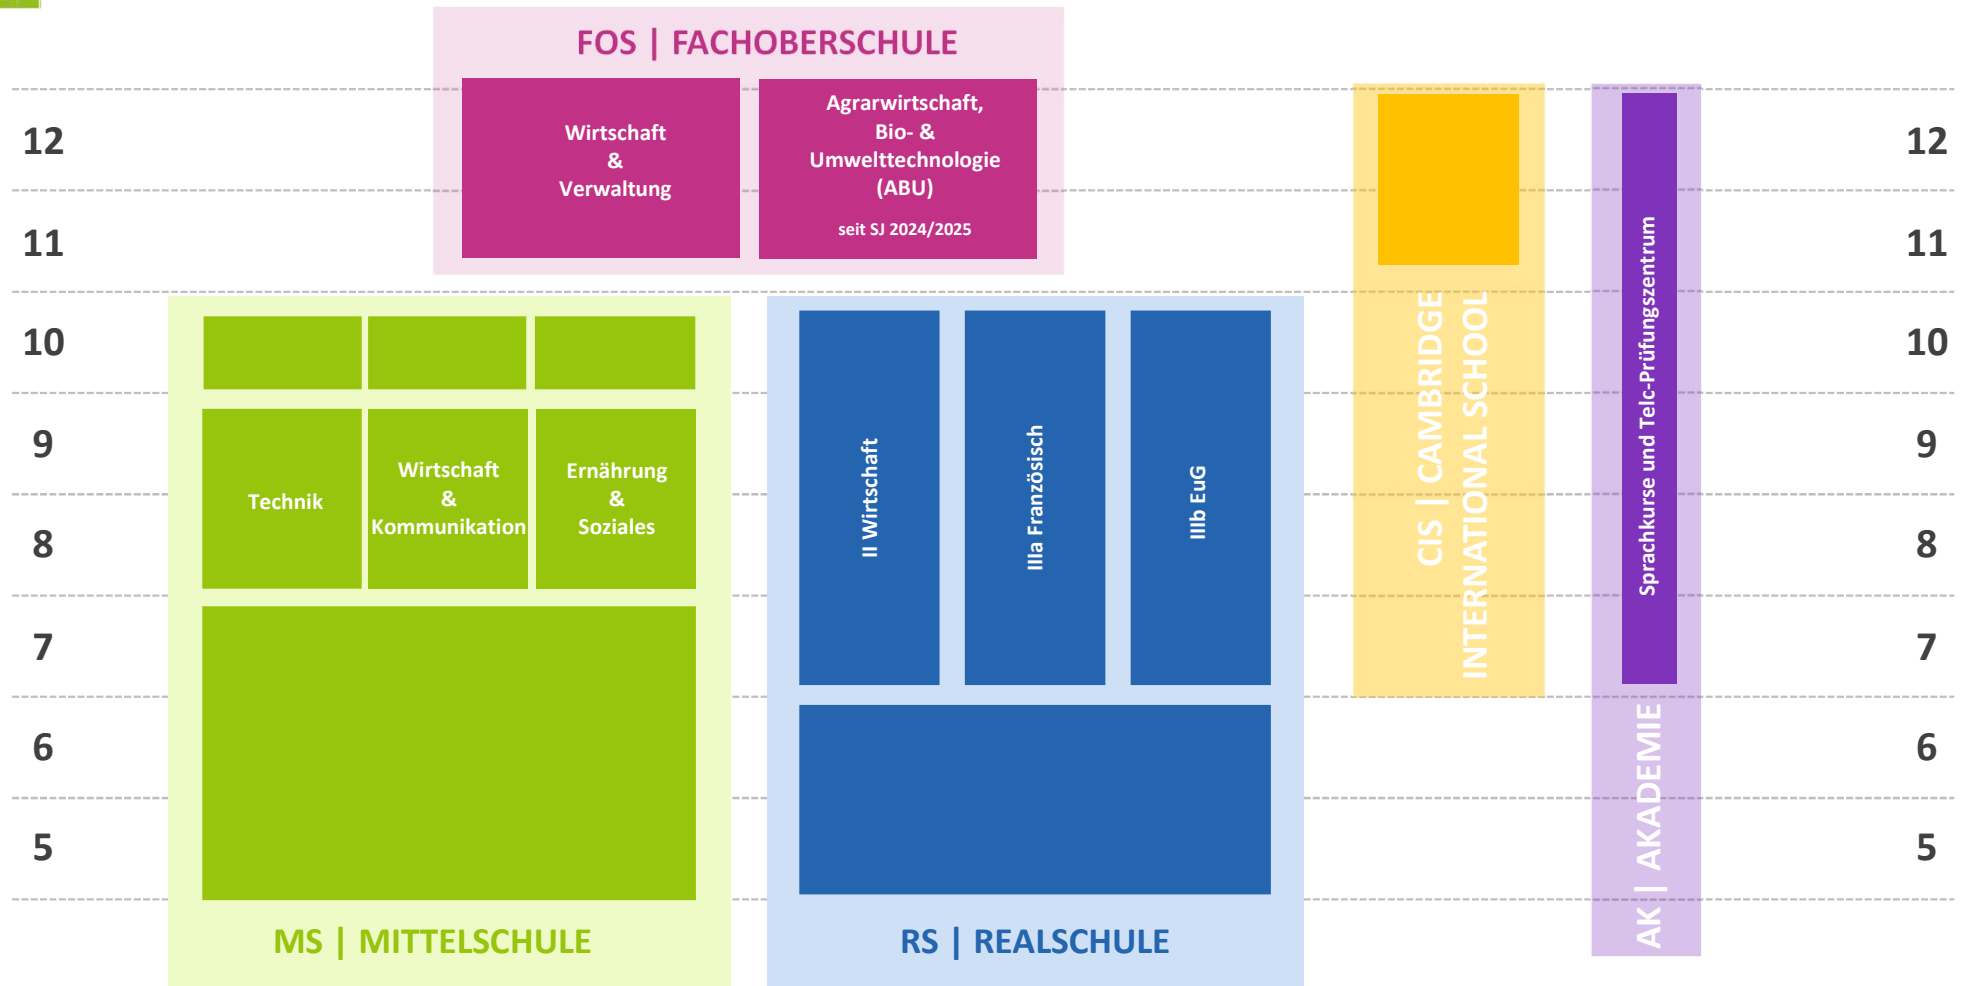 FOS | FACHOBERSCHULE
Wirtschaft
&
Verwaltung
Agrarwirtschaft,
Bio- &
Umwelttechnologie
(ABU)
seit SJ 2024/2025
12
11
10
9
8
7
6
5
Technik
Wirtschaft
&
Kommunikation
Ernährung
&
Soziales
MS | MITTELSCHULE
II Wirtschaft
IIIa Französisch
IIIb EuG
RS | REALSCHULE
CIS | CAMBRIDGE
INTERNATIONAL SCHOOL
Sprachkurse und Telc-Prüfungszentrum
AK | AKADEMIE
12
11
10
9
8
7
6
5